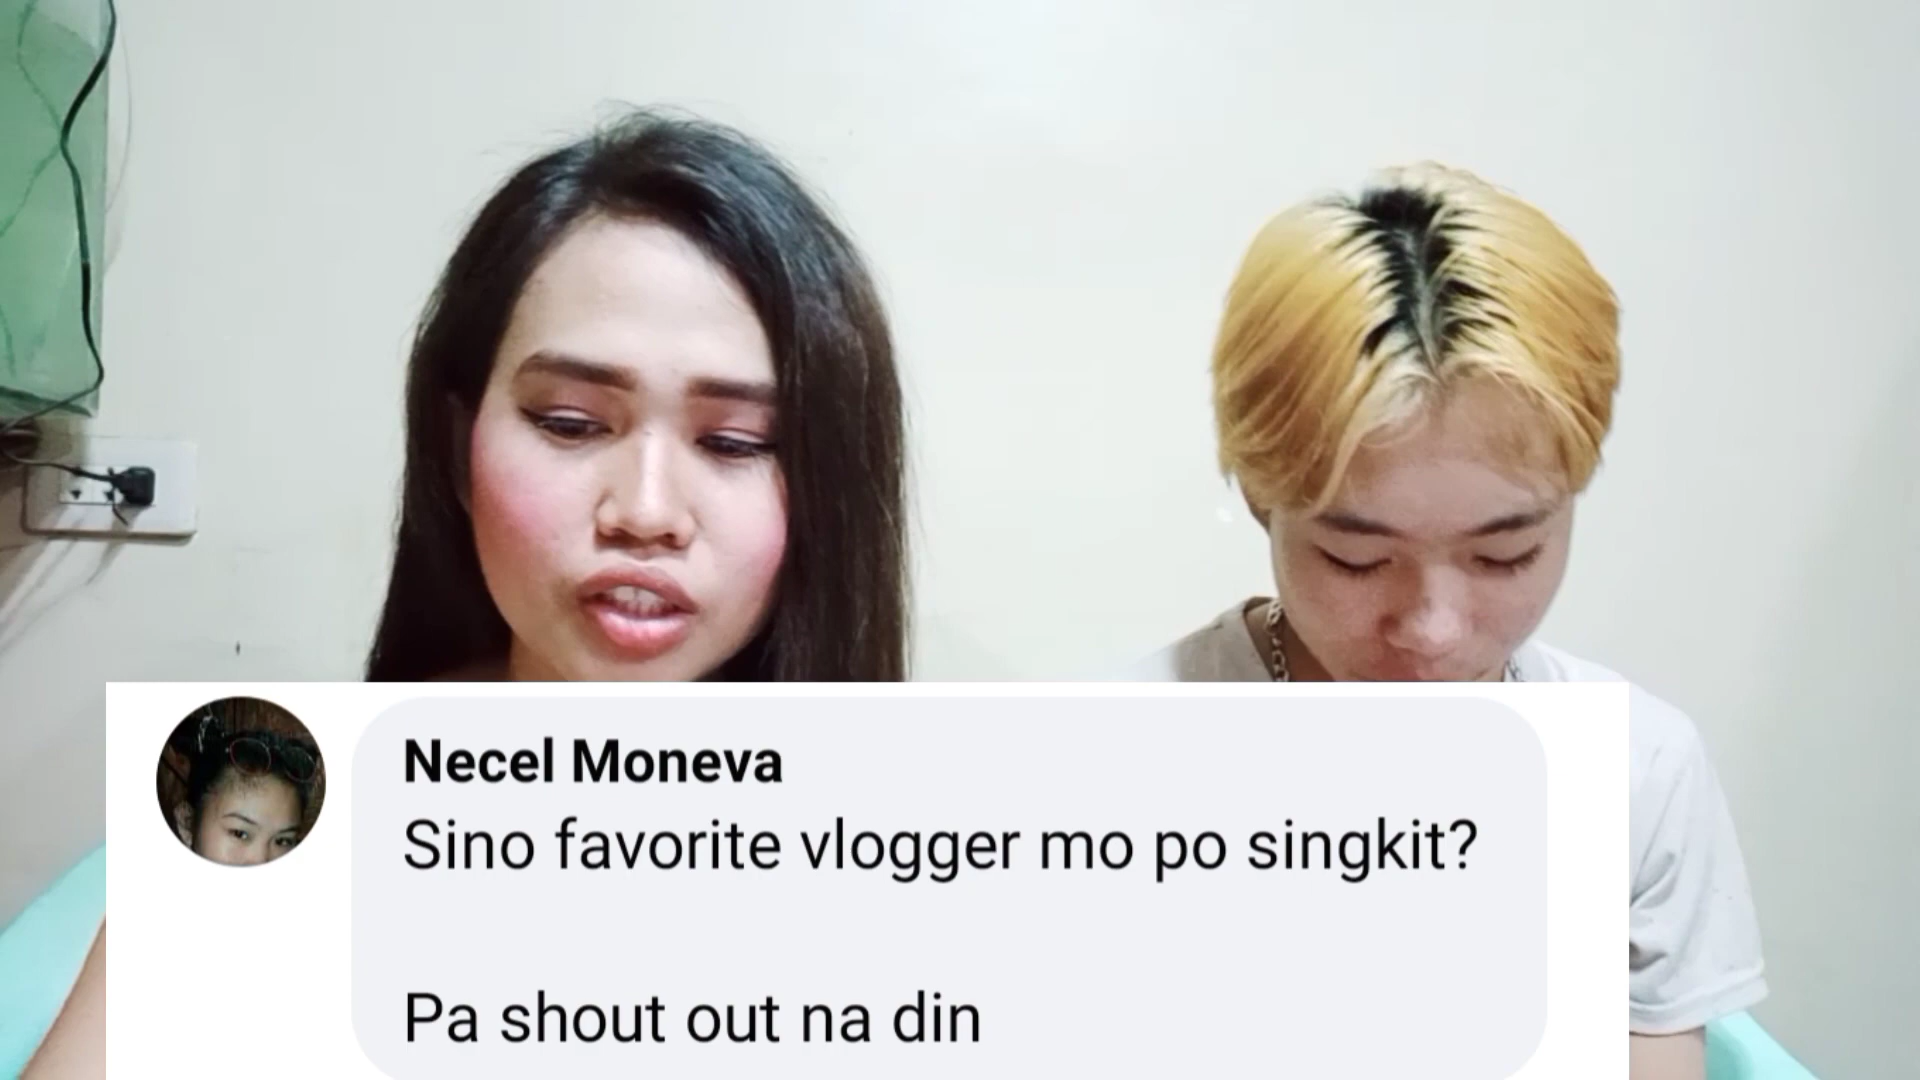 Necel Moneva
Sino favorite vlogger mo po singkit?
Pa shout out na din